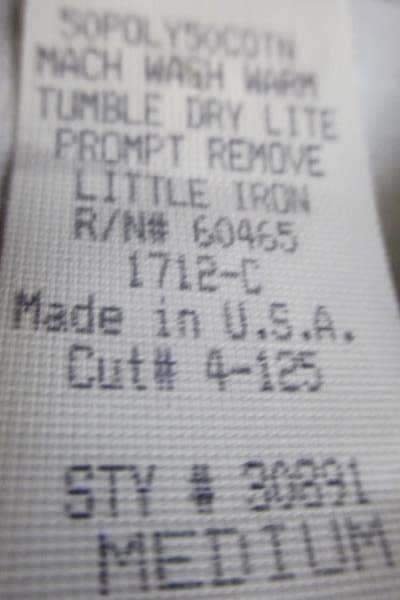 50POLY50COTN
MACH WASH WARM
TUMBLE DRY LITE
PROMPT REMOVE
LITTLE IRON
R/N# 60465
1712-C
Made in U.S.A.
Cut# 4-125
STY # 30891
MEDIUM